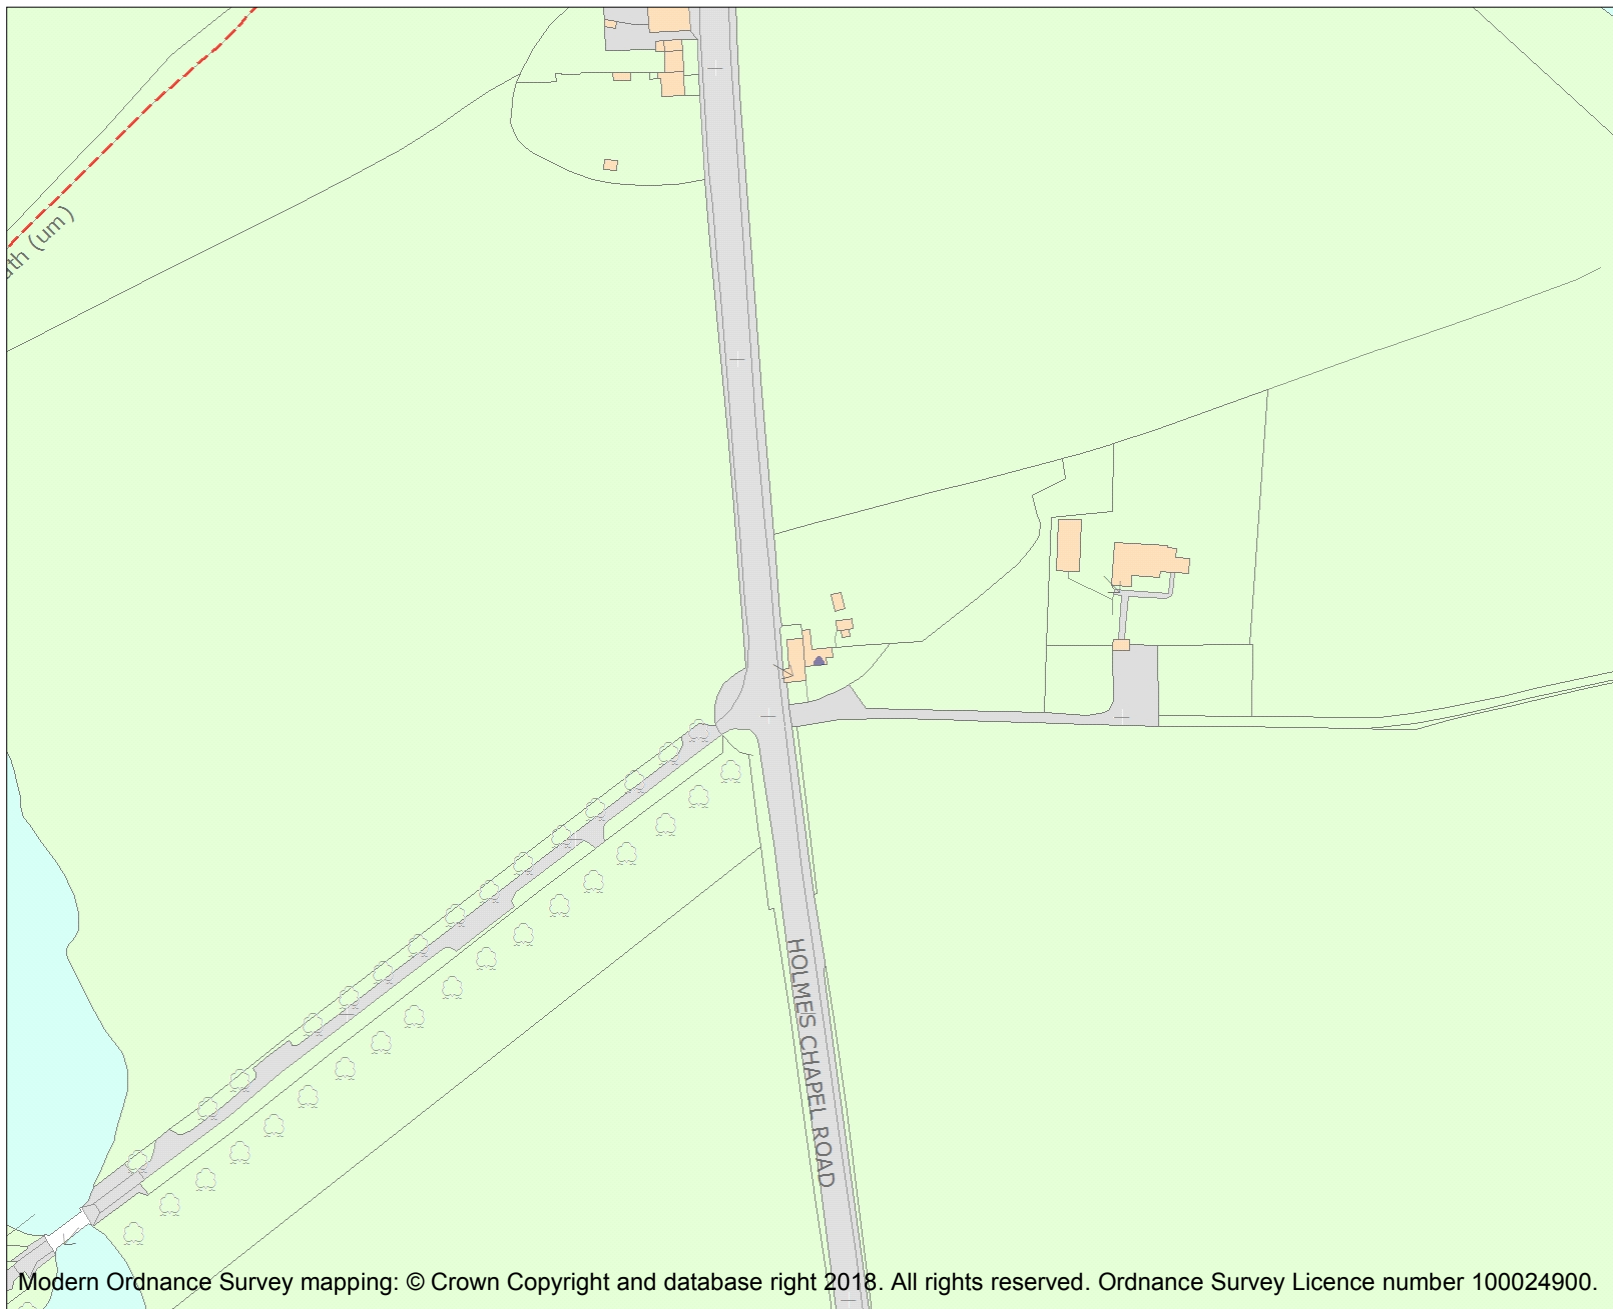 ath (um)
HOLMES CHAPEL ROAD
Modern Ordnance Survey mapping: © Crown Copyright and database right 2018. All rights reserved. Ordnance Survey Licence number 100024900.